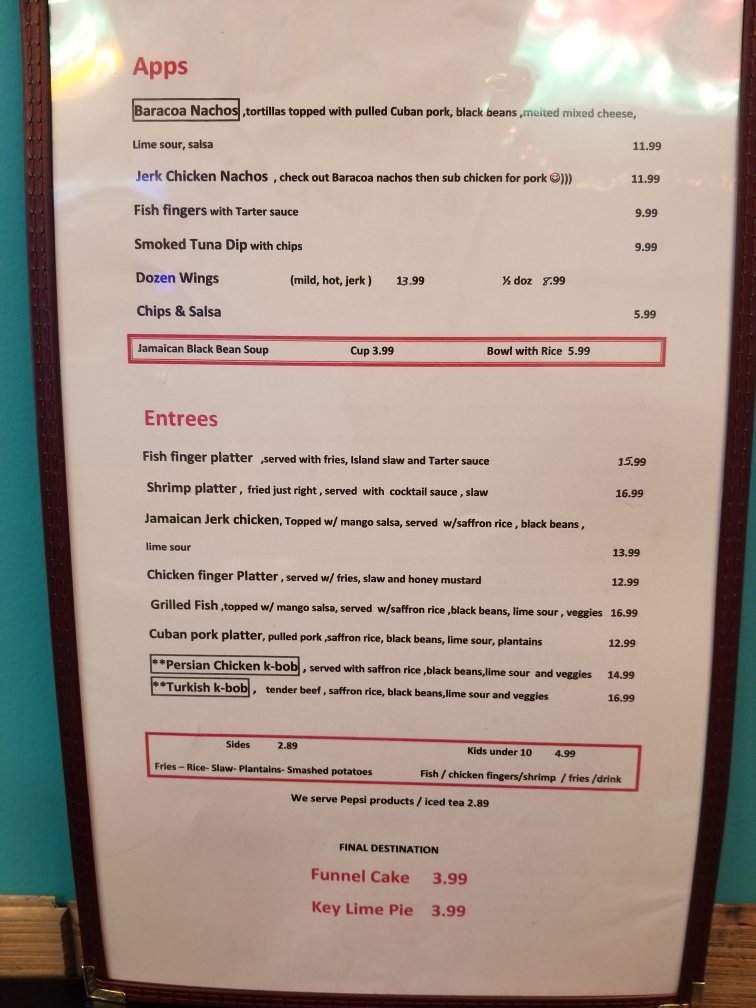 Apps
Baracoa Nachos ,tortillas topped with pulled Cuban pork, black beans ,melted mixed cheese,
Lime sour, salsa 11.99
Jerk Chicken Nachos , check out Baracoa nachos then sub chicken for pork ☺))) 11.99
Fish fingers with Tarter sauce 9.99
Smoked Tuna Dip with chips 9.99
Dozen Wings (mild, hot, jerk ) 13.99 ½ doz 8.99
Chips & Salsa 5.99
Jamaican Black Bean Soup Cup 3.99 Bowl with Rice 5.99
Entrees
Fish finger platter ,served with fries, Island slaw and Tarter sauce 15.99
Shrimp platter , fried just right , served with cocktail sauce , slaw 16.99
Jamaican Jerk chicken, Topped w/ mango salsa, served w/saffron rice , black beans ,
lime sour 13.99
Chicken finger Platter , served w/ fries, slaw and honey mustard 12.99
Grilled Fish ,topped w/ mango salsa, served w/saffron rice ,black beans, lime sour , veggies 16.99
Cuban pork platter, pulled pork ,saffron rice, black beans, lime sour, plantains 12.99
**Persian Chicken k-bob , served with saffron rice ,black beans,lime sour and veggies 14.99
**Turkish k-bob , tender beef , saffron rice, black beans,lime sour and veggies 16.99
Sides 2.89 Kids under 10 4.99
Fries – Rice- Slaw- Plantains- Smashed potatoes Fish / chicken fingers/shrimp / fries /drink
We serve Pepsi products / iced tea 2.89
FINAL DESTINATION
Funnel Cake 3.99
Key Lime Pie 3.99